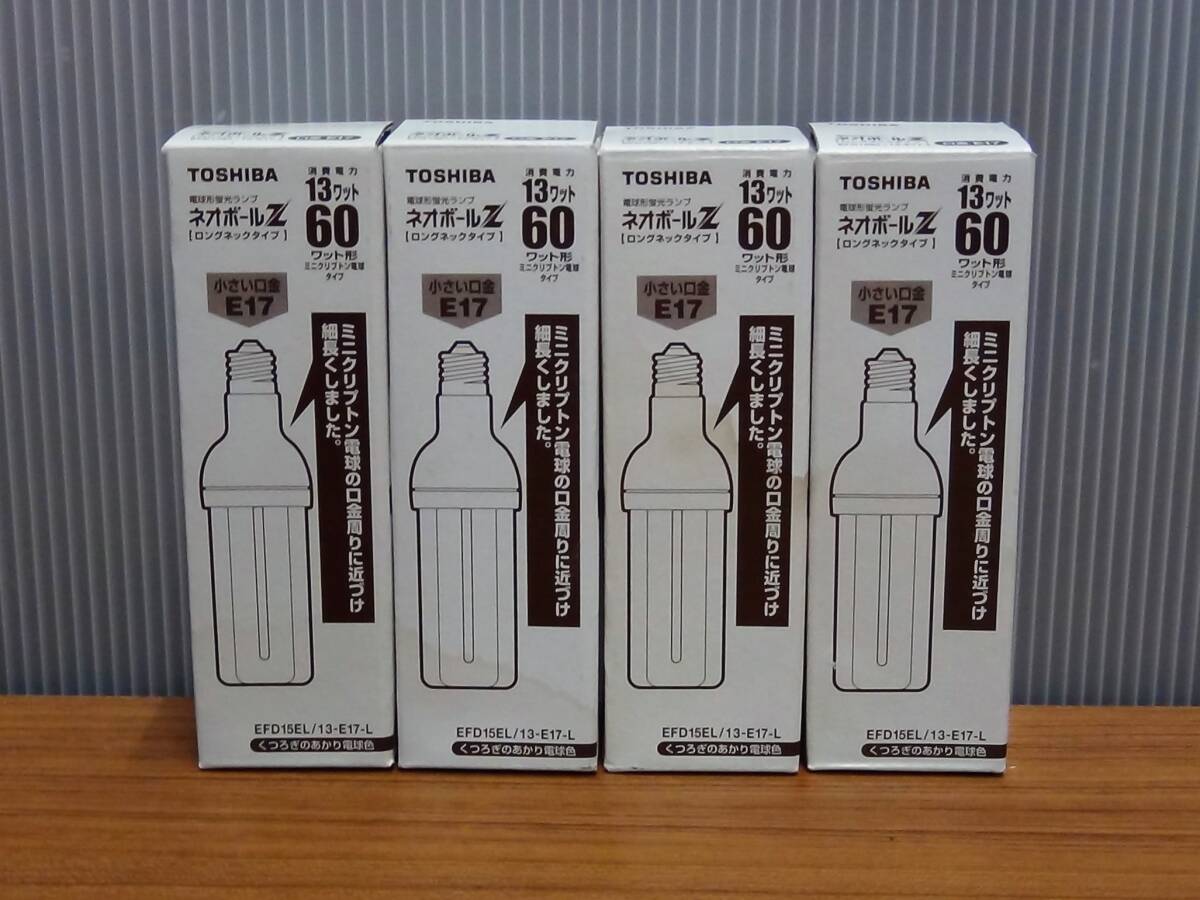 TOSHIBA
電球形蛍光ランプ
ネオボールZ
【ロングネックタイプ】
消費電力
13ワット
60
ワット形
ミニクリプトン電球
タイプ
小さい口金
E17
ミニクリプトン電球の口金周りに近づけ
細長くしました。
EFD15EL/13-E17-L
くつろぎのあかり電球色
TOSHIBA
電球形蛍光ランプ
ネオボールZ
【ロングネックタイプ】
消費電力
13ワット
60
ワット形
ミニクリプトン電球
タイプ
小さい口金
E17
ミニクリプトン電球の口金周りに近づけ
細長くしました。
EFD15EL/13-E17-L
くつろぎのあかり電球色
TOSHIBA
電球形蛍光ランプ
ネオボールZ
【ロングネックタイプ】
消費電力
13ワット
60
ワット形
ミニクリプトン電球
タイプ
小さい口金
E17
ミニクリプトン電球の口金周りに近づけ
細長くしました。
EFD15EL/13-E17-L
くつろぎのあかり電球色
TOSHIBA
電球形蛍光ランプ
ネオボールZ
【ロングネックタイプ】
消費電力
13ワット
60
ワット形
ミニクリプトン電球
タイプ
小さい口金
E17
ミニクリプトン電球の口金周りに近づけ
細長くしました。
EFD15EL/13-E17-L
くつろぎのあかり電球色